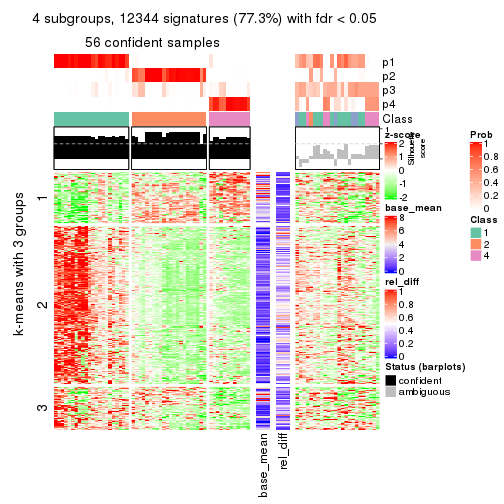 4 subgroups, 12344 signatures (77.3%) with fdr < 0.05
56 confident samples
p1
p2
p3
p4
Class
1
Silhouette
score
k-means with 3 groups
1
2
3
base_mean
rel_diff
z-score
2
1
0
-1
-2
base_mean
8
6
4
2
0
rel_diff
1
0.8
0.6
0.4
0.2
0
Status (barplots)
confident
ambiguous
Prob
1
0.8
0.6
0.4
0.2
0
Class
1
2
4